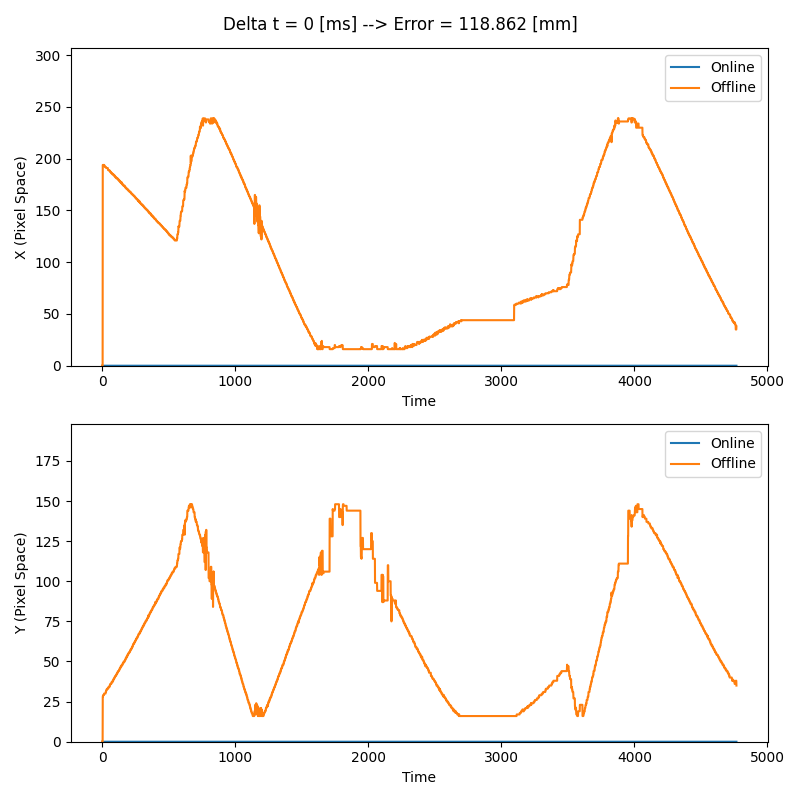 Delta t = 0 [ms] --> Error = 118.862 [mm]
300
250
200
150
100
50
0
X (Pixel Space)
Online
Offline
0 1000 2000 3000 4000 5000
Time
175
150
125
100
75
50
25
0
Y (Pixel Space)
Online
Offline
0 1000 2000 3000 4000 5000
Time